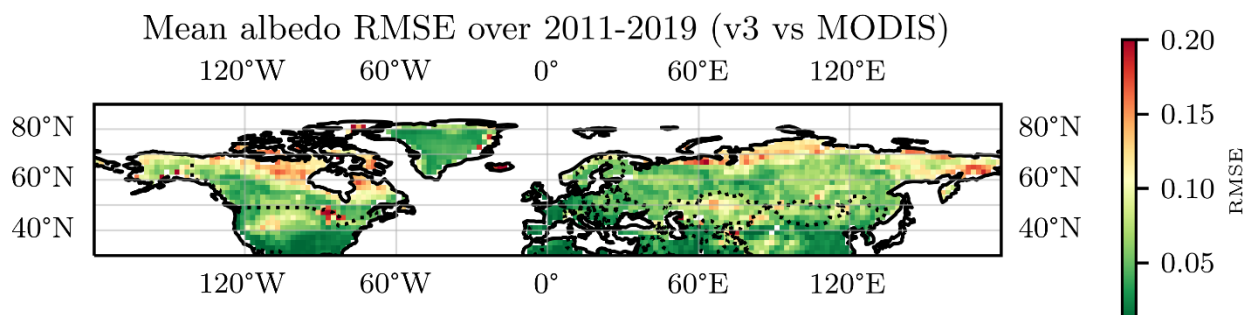 Mean albedo RMSE over 2011-2019 (v3 vs MODIS)
120°W 60°W 0° 60°E 120°E
80°N 80°N
60°N 60°N
40°N 40°N
120°W 60°W 0° 60°E 120°E
0.20
0.15
0.10
0.05
RMSE